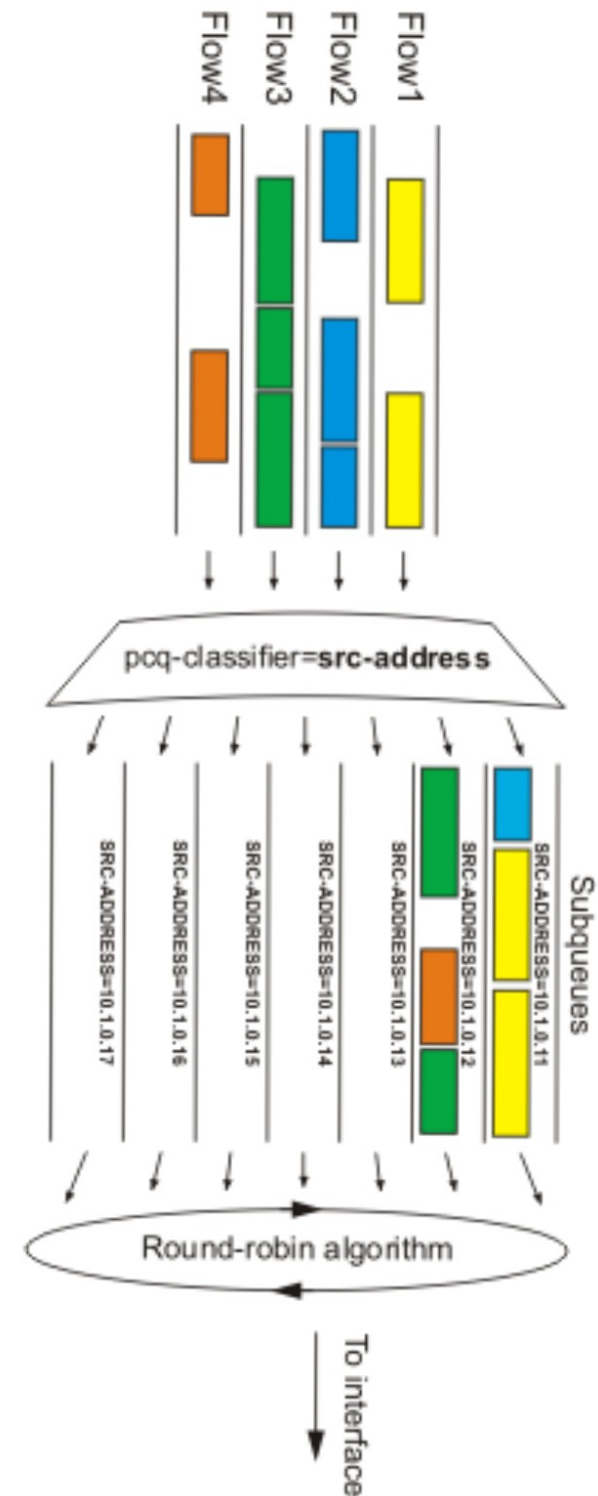 Flow1
Flow2
Flow3
Flow4
pcq-classifier=src-address
Subqueues
SRC-ADDRESS=10.1.0.11
SRC-ADDRESS=10.1.0.12
SRC-ADDRESS=10.1.0.13
SRC-ADDRESS=10.1.0.14
SRC-ADDRESS=10.1.0.15
SRC-ADDRESS=10.1.0.16
SRC-ADDRESS=10.1.0.17
Round-robin algorithm
To interface